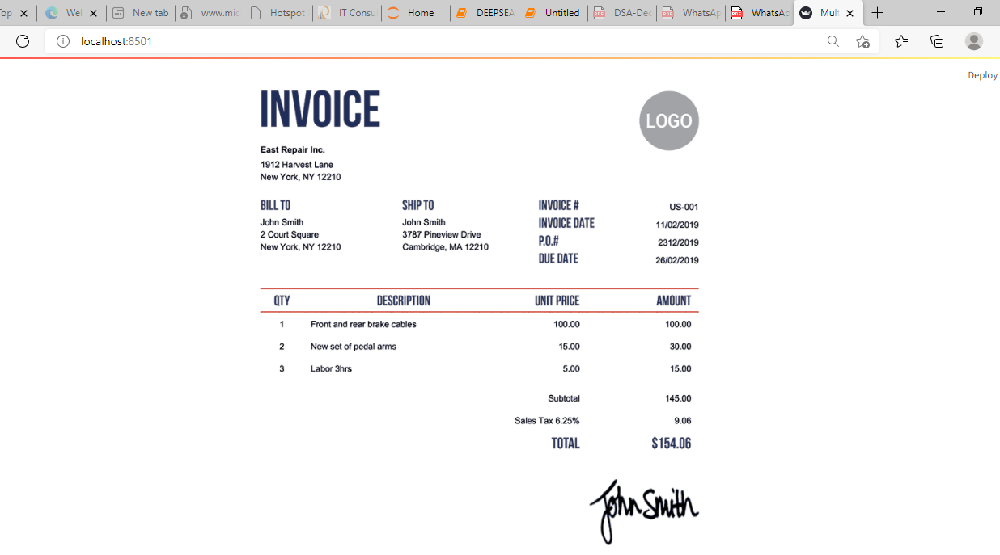 Top
Wel
New tab
www.mic
Hotspot
IT Consu
Home
DEEPSEA
Untitled
DSA-Dec
WhatsAp
WhatsAp
Mult
localhost:8501
Deploy
INVOICE
LOGO
East Repair Inc.
1912 Harvest Lane
New York, NY 12210
BILL TO
John Smith
2 Court Square
New York, NY 12210
SHIP TO
John Smith
3787 Pineview Drive
Cambridge, MA 12210
INVOICE # US-001
INVOICE DATE 11/02/2019
P.O.# 2312/2019
DUE DATE 26/02/2019
QTY DESCRIPTION UNIT PRICE AMOUNT
1 Front and rear brake cables 100.00 100.00
2 New set of pedal arms 15.00 30.00
3 Labor 3hrs 5.00 15.00
Subtotal 145.00
Sales Tax 6.25% 9.06
TOTAL $154.06
John Smith